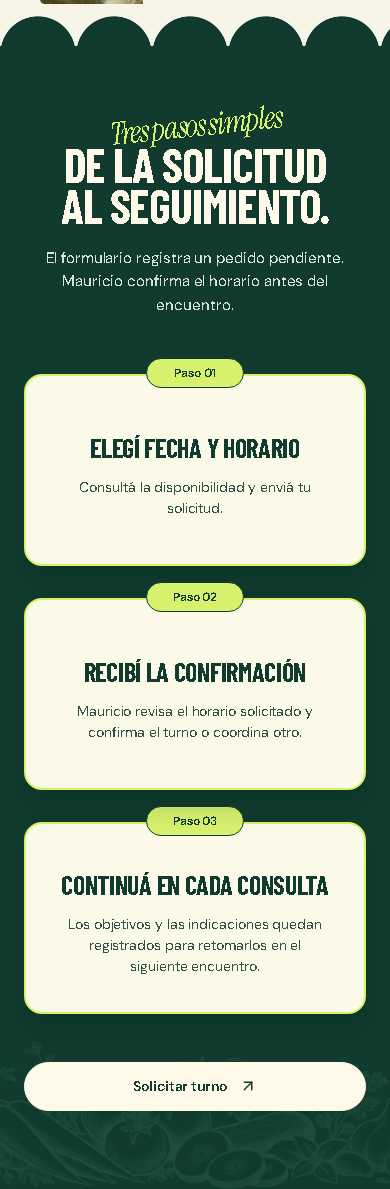 Tres pasos simples
DE LA SOLICITUD
AL SEGUIMIENTO.
El formulario registra un pedido pendiente.
Mauricio confirma el horario antes del
encuentro.
Paso 01
ELEGÍ FECHA Y HORARIO
Consultá la disponibilidad y enviá tu
solicitud.
Paso 02
RECIBÍ LA CONFIRMACIÓN
Mauricio revisa el horario solicitado y
confirma el turno o coordina otro.
Paso 03
CONTINUÁ EN CADA CONSULTA
Los objetivos y las indicaciones quedan
registrados para retomarlos en el
siguiente encuentro.
Solicitar turno